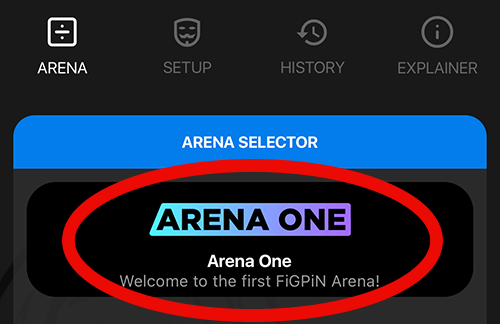 ARENA SETUP HISTORY EXPLAINER
ARENA SELECTOR
ARENA ONE
Arena One
Welcome to the first FiGPiN Arena!